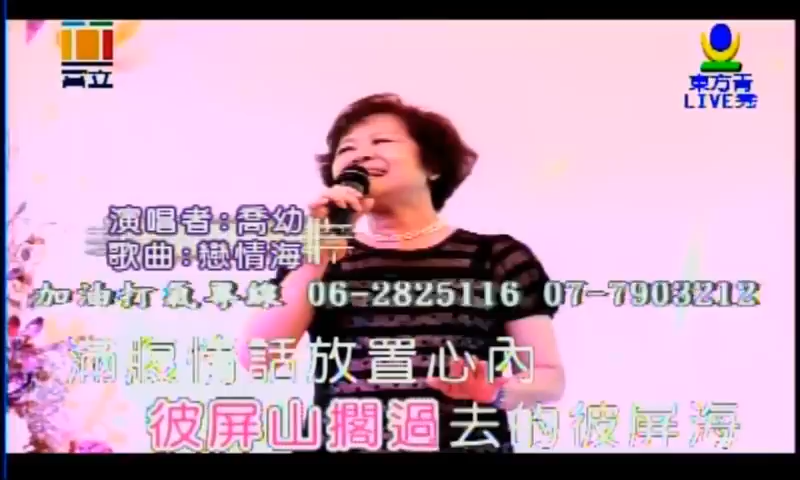 冝立
東方青
LIVE秀
演唱者:喬幼
歌曲:戀情海
加油打氣專線 06-2825116 07-7903212
滿腹情話放置心內
彼屏山擱過去的彼屏海